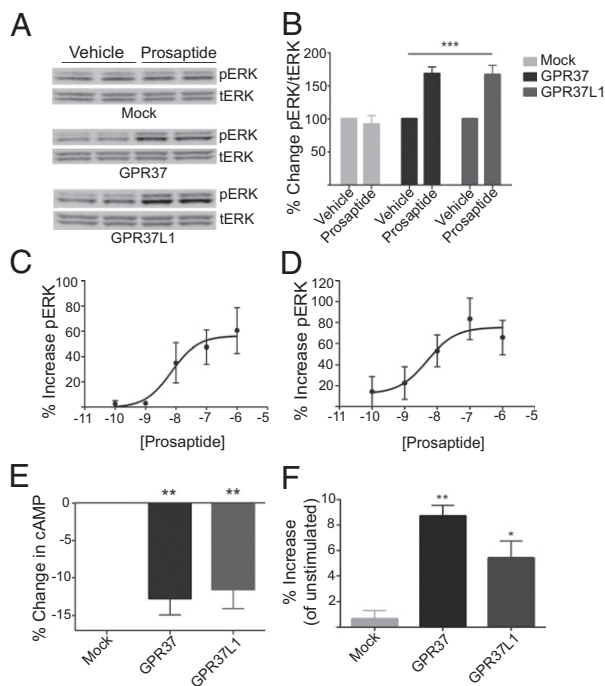 A
Vehicle Prosaptide
pERK
tERK
Mock
pERK
tERK
GPR37
pERK
tERK
GPR37L1
B
% Change pERK/tERK
200
150
100
50
***
Mock
GPR37
GPR37L1
Vehicle
Prosaptide
Vehicle
Prosaptide
Vehicle
Prosaptide
C
% Increase pERK
100
80
60
40
20
-11 -10 -9 -8 -7 -6 -5
[Prosaptide]
D
% Increase pERK
120
100
80
60
40
20
-11 -10 -9 -8 -7 -6 -5
[Prosaptide]
E
% Change in cAMP
0
-5
-10
-15
** **
Mock
GPR37
GPR37L1
F
% Increase
(of unstimulated)
10
8
6
4
2
**
*
Mock
GPR37
GPR37L1